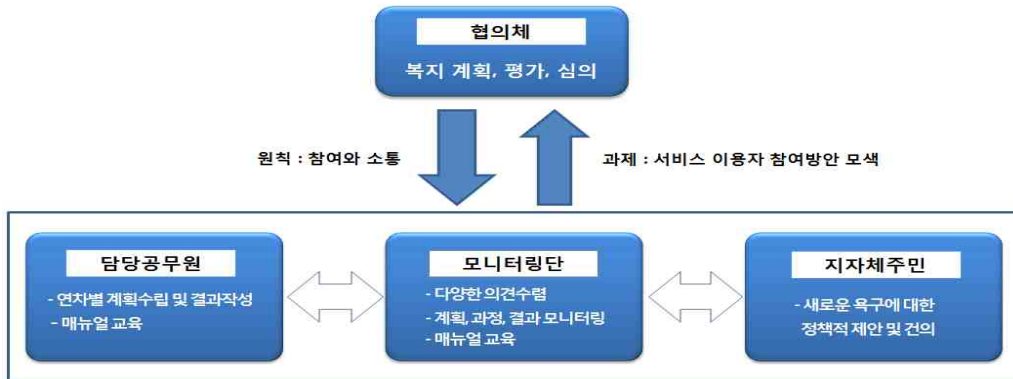 협의체
복지 계획, 평가, 심의
원칙 : 참여와 소통
과제 : 서비스 이용자 참여방안 모색
담당공무원
- 연차별 계획수립 및 결과작성
- 매뉴얼 교육
모니터링단
- 다양한 의견수렴
- 계획, 과정, 결과 모니터링
- 매뉴얼 교육
지자체주민
- 새로운 욕구에 대한
정책적 제안 및 건의